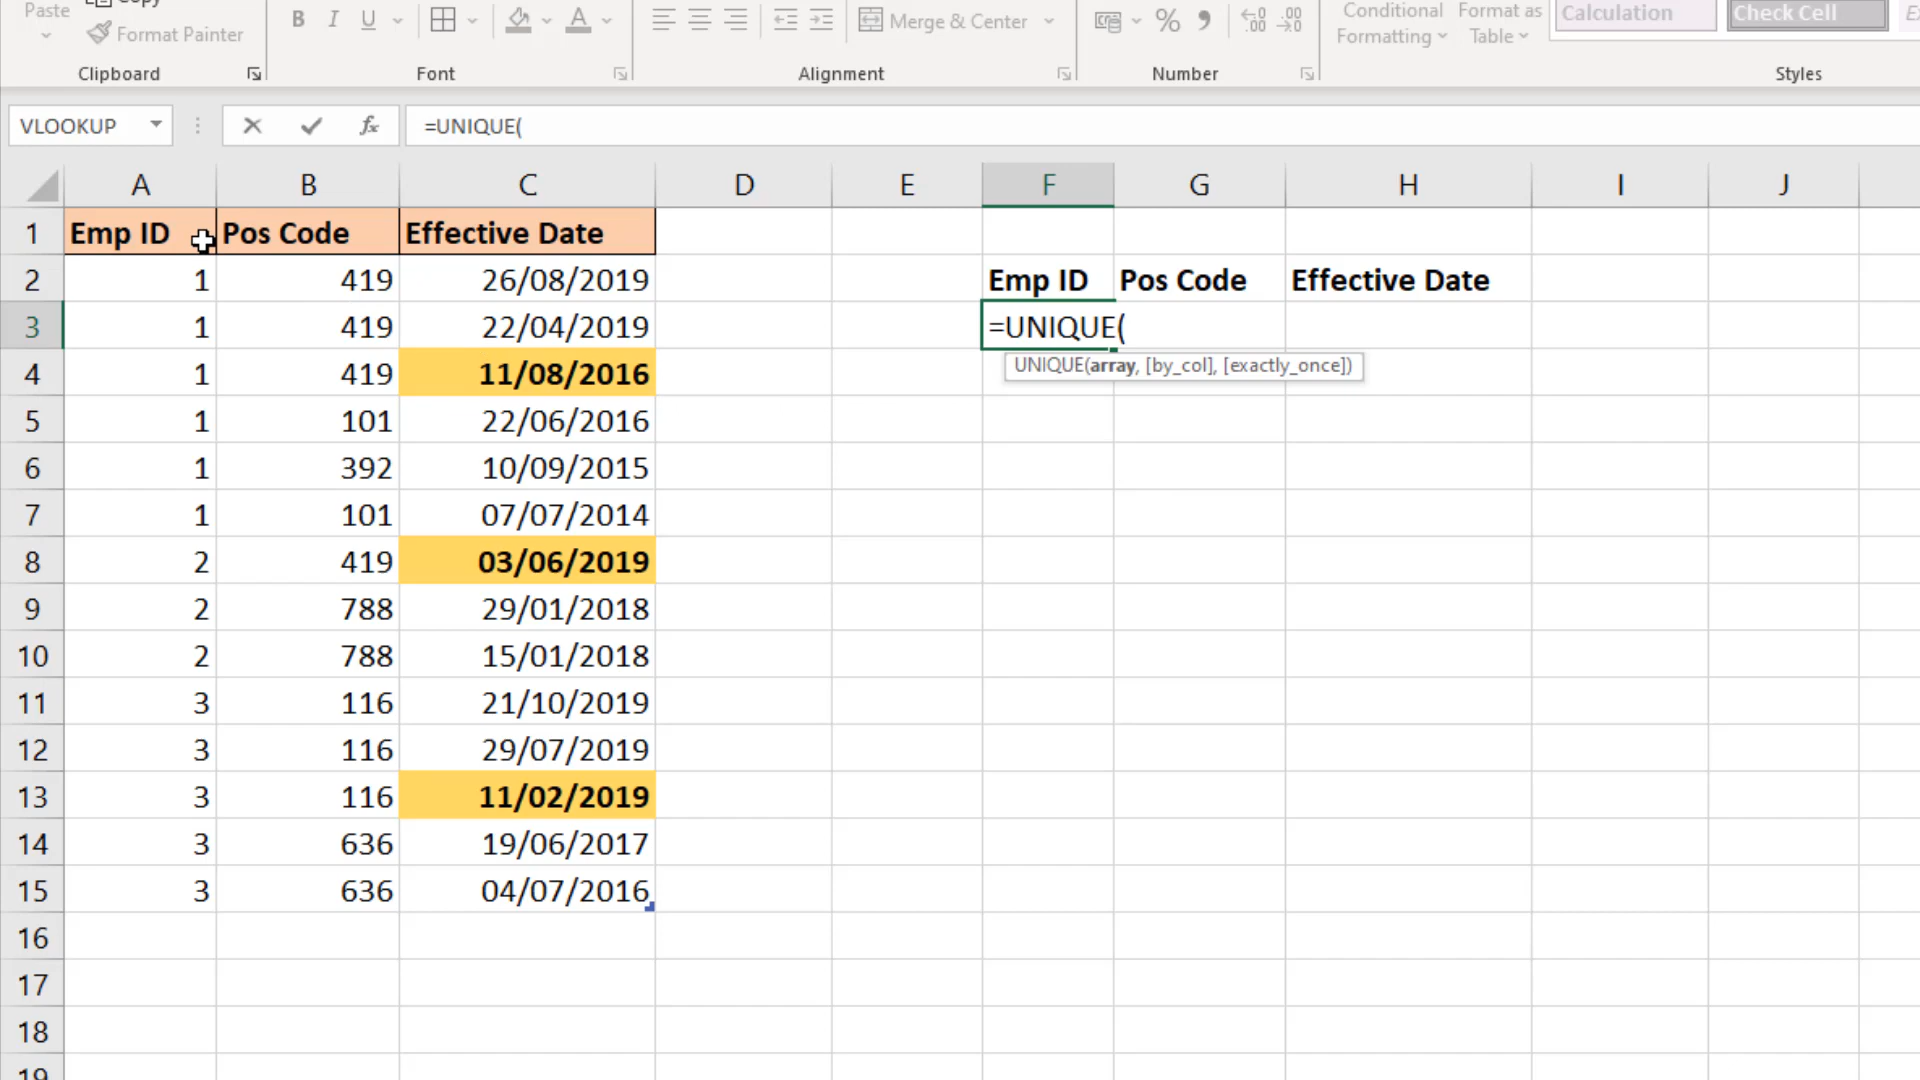 Paste
Copy
Format Painter
Clipboard
B I U
A
Font
Merge & Center
Alignment
%
Number
Conditional
Formatting
Format as
Table
Calculation
Check Cell
Styles
VLOOKUP
fx
=UNIQUE(
A B C D E F G H I J
1 Emp ID Pos Code Effective Date
2 1 419 26/08/2019 Emp ID Pos Code Effective Date
3 1 419 22/04/2019 =UNIQUE(
UNIQUE(array, [by_col], [exactly_once])
4 1 419 11/08/2016
5 1 101 22/06/2016
6 1 392 10/09/2015
7 1 101 07/07/2014
8 2 419 03/06/2019
9 2 788 29/01/2018
10 2 788 15/01/2018
11 3 116 21/10/2019
12 3 116 29/07/2019
13 3 116 11/02/2019
14 3 636 19/06/2017
15 3 636 04/07/2016
16
17
18
19